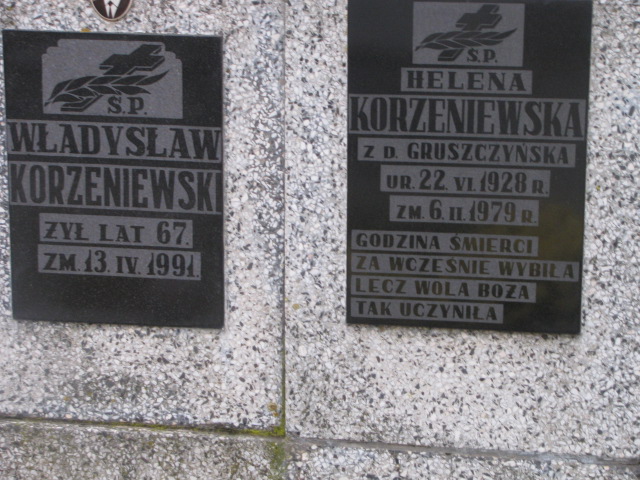 Ś.P.
WŁADYSŁAW
KORZENIEWSKI
ŻYŁ LAT 67.
ZM. 13. IV. 1991.
Ś.P.
HELENA
KORZENIEWSKA
Z D. GRUSZCZYŃSKA
UR. 22. VI. 1928 R.
ZM. 6. II. 1979 R.
GODZINA ŚMIERCI
ZA WCZEŚNIE WYBIŁA
LECZ WOLA BOŻA
TAK UCZYNIŁA